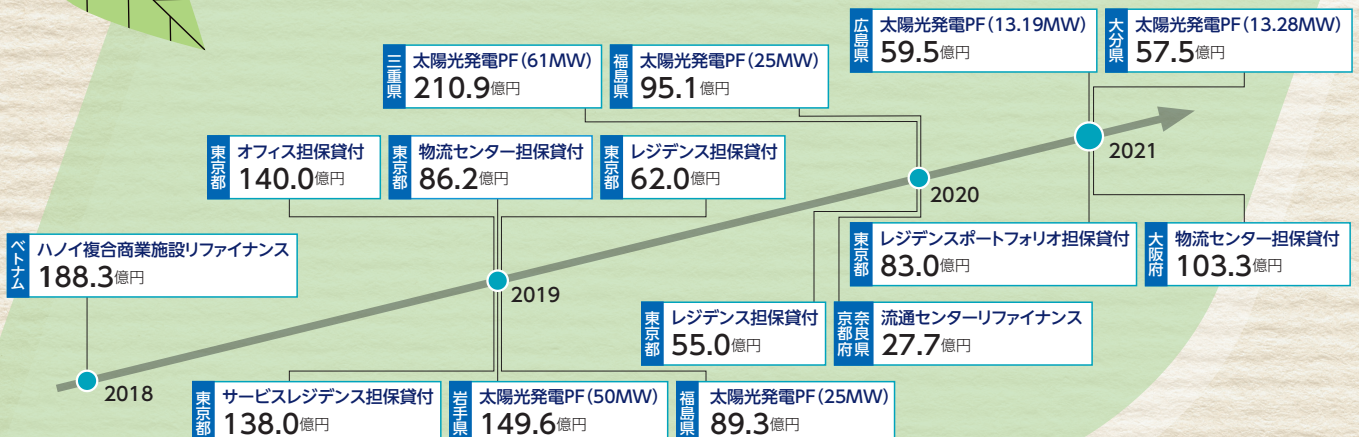 広島県
太陽光発電PF(13.19MW)
59.5億円
大分県
太陽光発電PF(13.28MW)
57.5億円
三重県
太陽光発電PF(61MW)
210.9億円
福島県
太陽光発電PF(25MW)
95.1億円
2021
東京都
オフィス担保貸付
140.0億円
東京都
物流センター担保貸付
86.2億円
東京都
レジデンス担保貸付
62.0億円
2020
ベトナム
ハノイ複合商業施設リファイナンス
188.3億円
2019
東京都
レジデンスポートフォリオ担保貸付
83.0億円
大阪府
物流センター担保貸付
103.3億円
東京都
レジデンス担保貸付
55.0億円
奈良県
京都府
流通センターリファイナンス
27.7億円
2018
東京都
サービスレジデンス担保貸付
138.0億円
岩手県
太陽光発電PF(50MW)
149.6億円
福島県
太陽光発電PF(25MW)
89.3億円